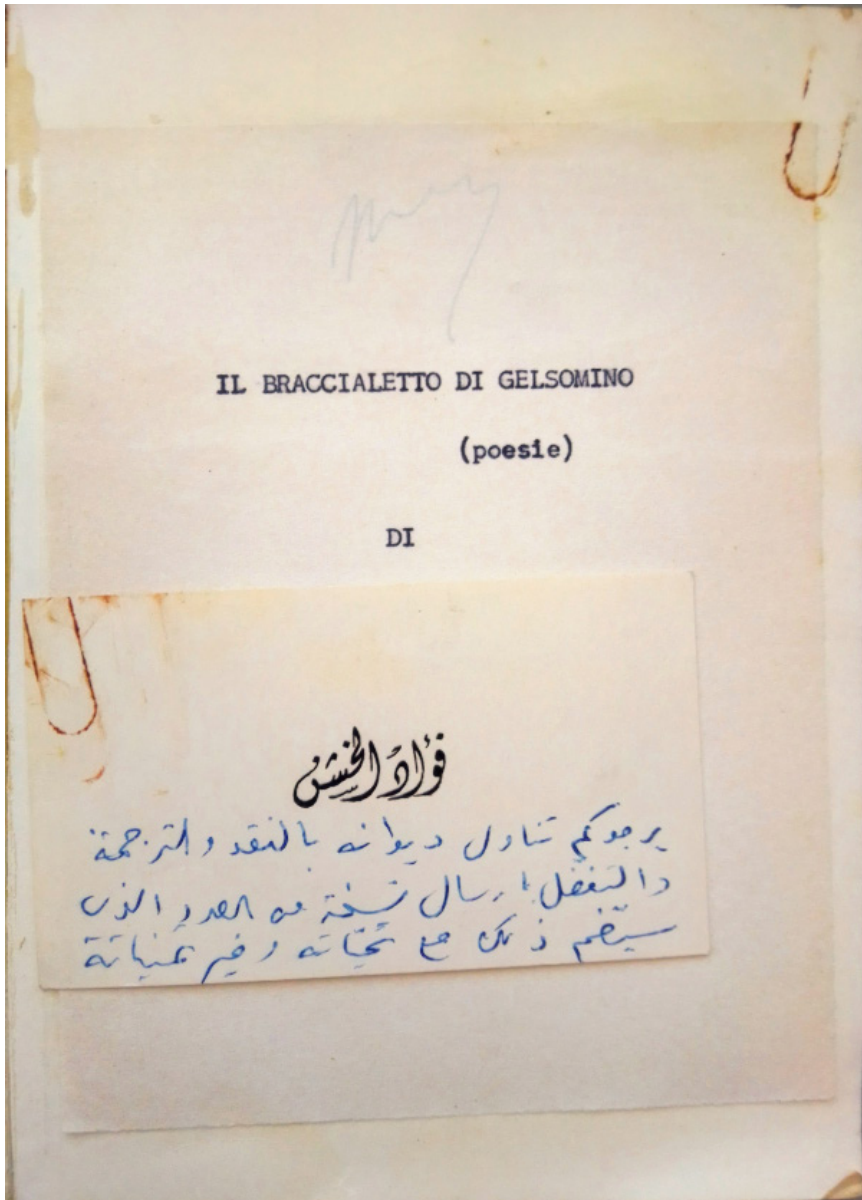 IL BRACCIALETTO DI GELSOMINO
(poesie)
DI
فؤاد الخشن
يرجوكم تناول ديوانه بالنقد والترجمة
والتفضل بإرسال نسخة من العدد الذي
سيضم ذلك مع تحياته وخير تمنياته